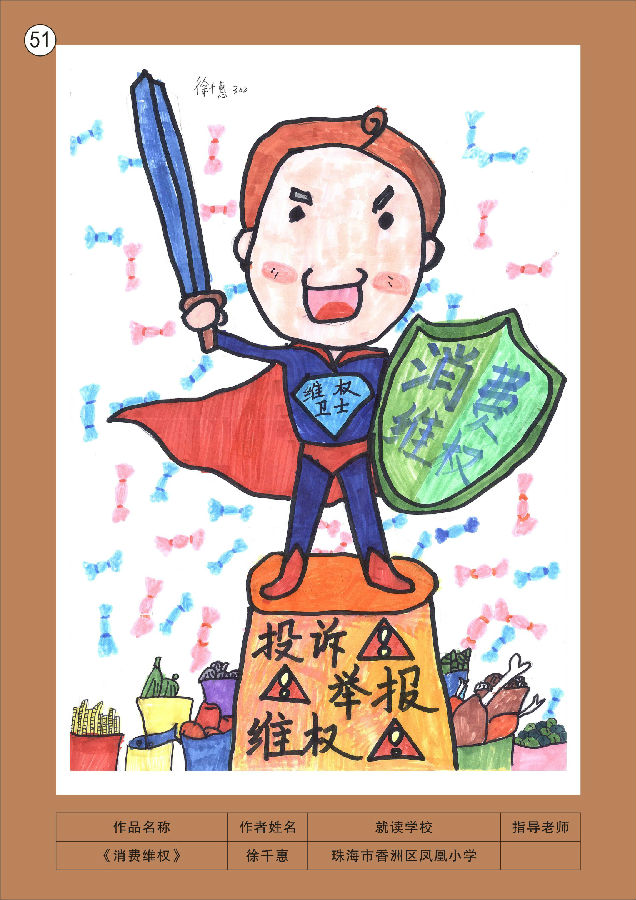 51
徐千惠
维权
卫士
消费
维权
投诉
举报
维权
作品名称 作者姓名 就读学校 指导老师
《消费维权》 徐千惠 珠海市香洲区凤凰小学